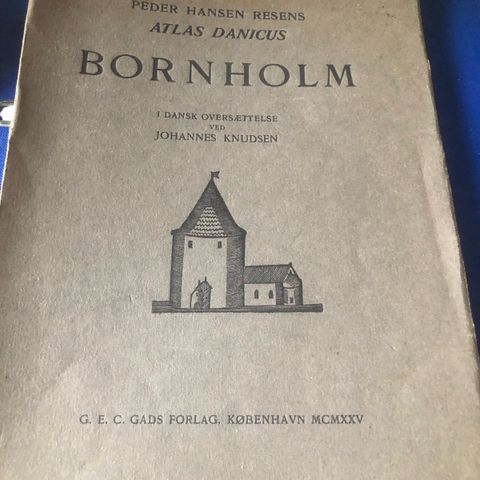 PEDER HANSEN RESENS
ATLAS DANICUS
BORNHOLM
I DANSK OVERSÆTTELSE
VED
JOHANNES KNUDSEN
G. E. C. GADS FORLAG. KØBENHAVN MCMXXV